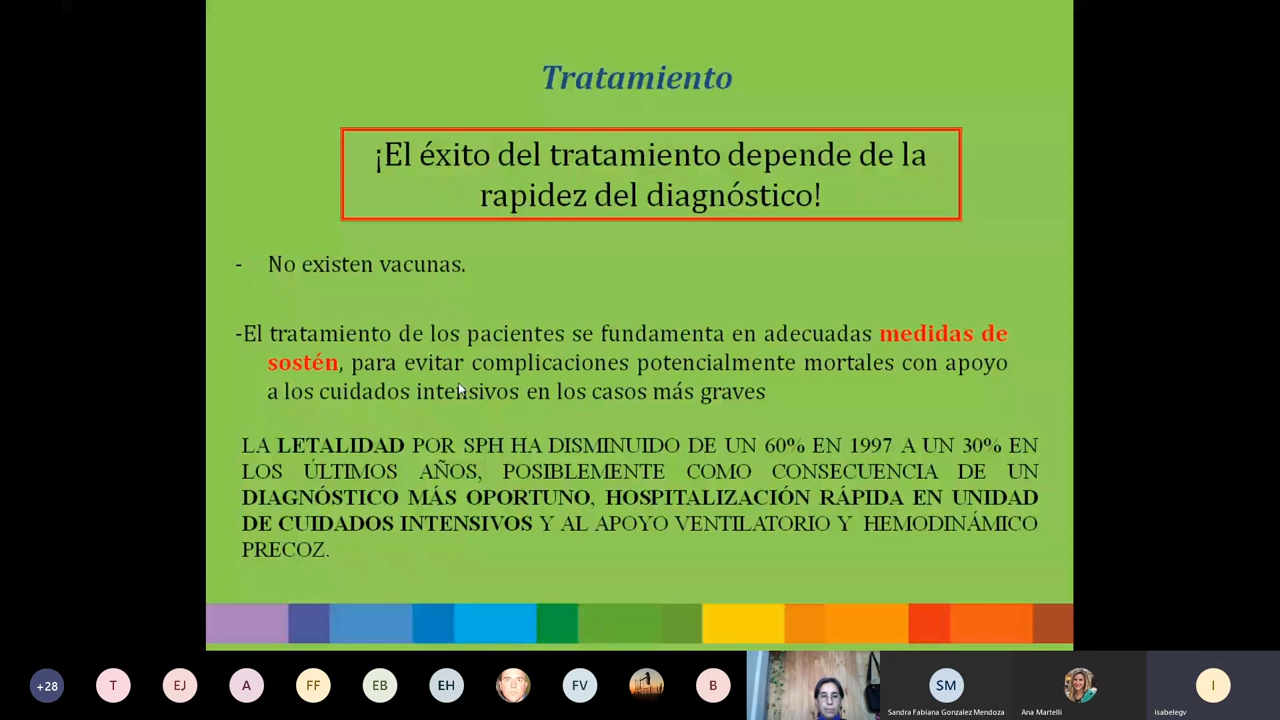 Tratamiento
¡El éxito del tratamiento depende de la
rapidez del diagnóstico!
- No existen vacunas.
-El tratamiento de los pacientes se fundamenta en adecuadas medidas de
sostén, para evitar complicaciones potencialmente mortales con apoyo
a los cuidados intensivos en los casos más graves
LA LETALIDAD POR SPH HA DISMINUIDO DE UN 60% EN 1997 A UN 30% EN
LOS ÚLTIMOS AÑOS, POSIBLEMENTE COMO CONSECUENCIA DE UN
DIAGNÓSTICO MÁS OPORTUNO, HOSPITALIZACIÓN RÁPIDA EN UNIDAD
DE CUIDADOS INTENSIVOS Y AL APOYO VENTILATORIO Y HEMODINÁMICO
PRECOZ.
+28 T EJ A FF EB EH FV B SM I
Sandra Fabiana Gonzalez Mendoza Ana Martelli isabelegv